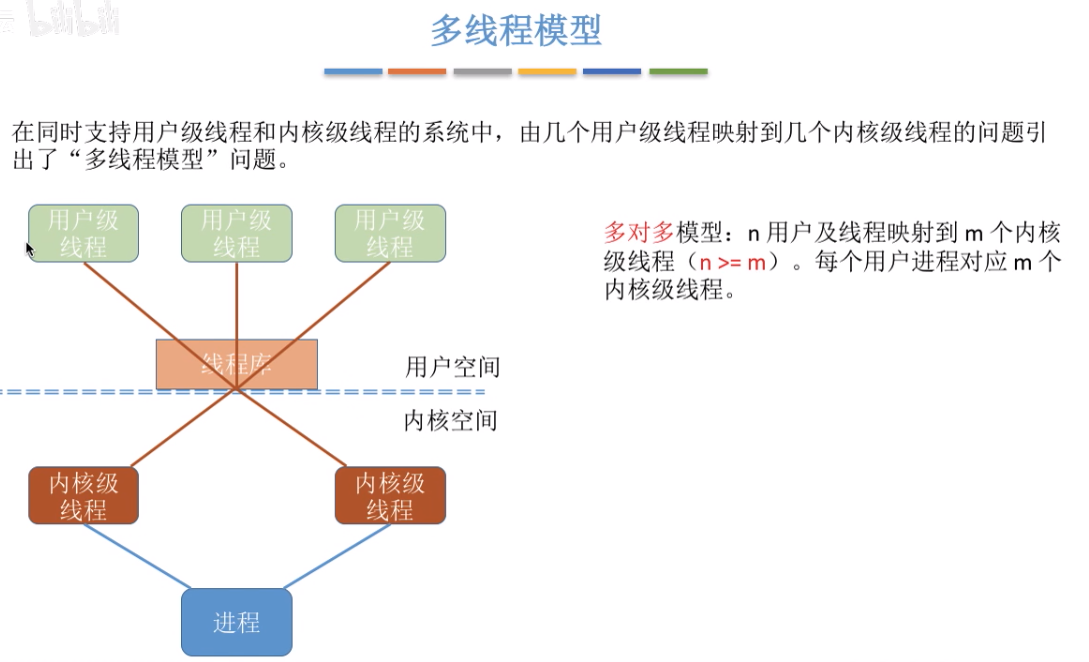 bilibili
多线程模型
在同时支持用户级线程和内核级线程的系统中，由几个用户级线程映射到几个内核级线程的问题引
出了“多线程模型”问题。
用户级
线程
用户级
线程
用户级
线程
多对多模型：n 用户及线程映射到 m 个内核
级线程（n >= m）。每个用户进程对应 m 个
内核级线程。
线程库
用户空间
内核空间
内核级
线程
内核级
线程
进程